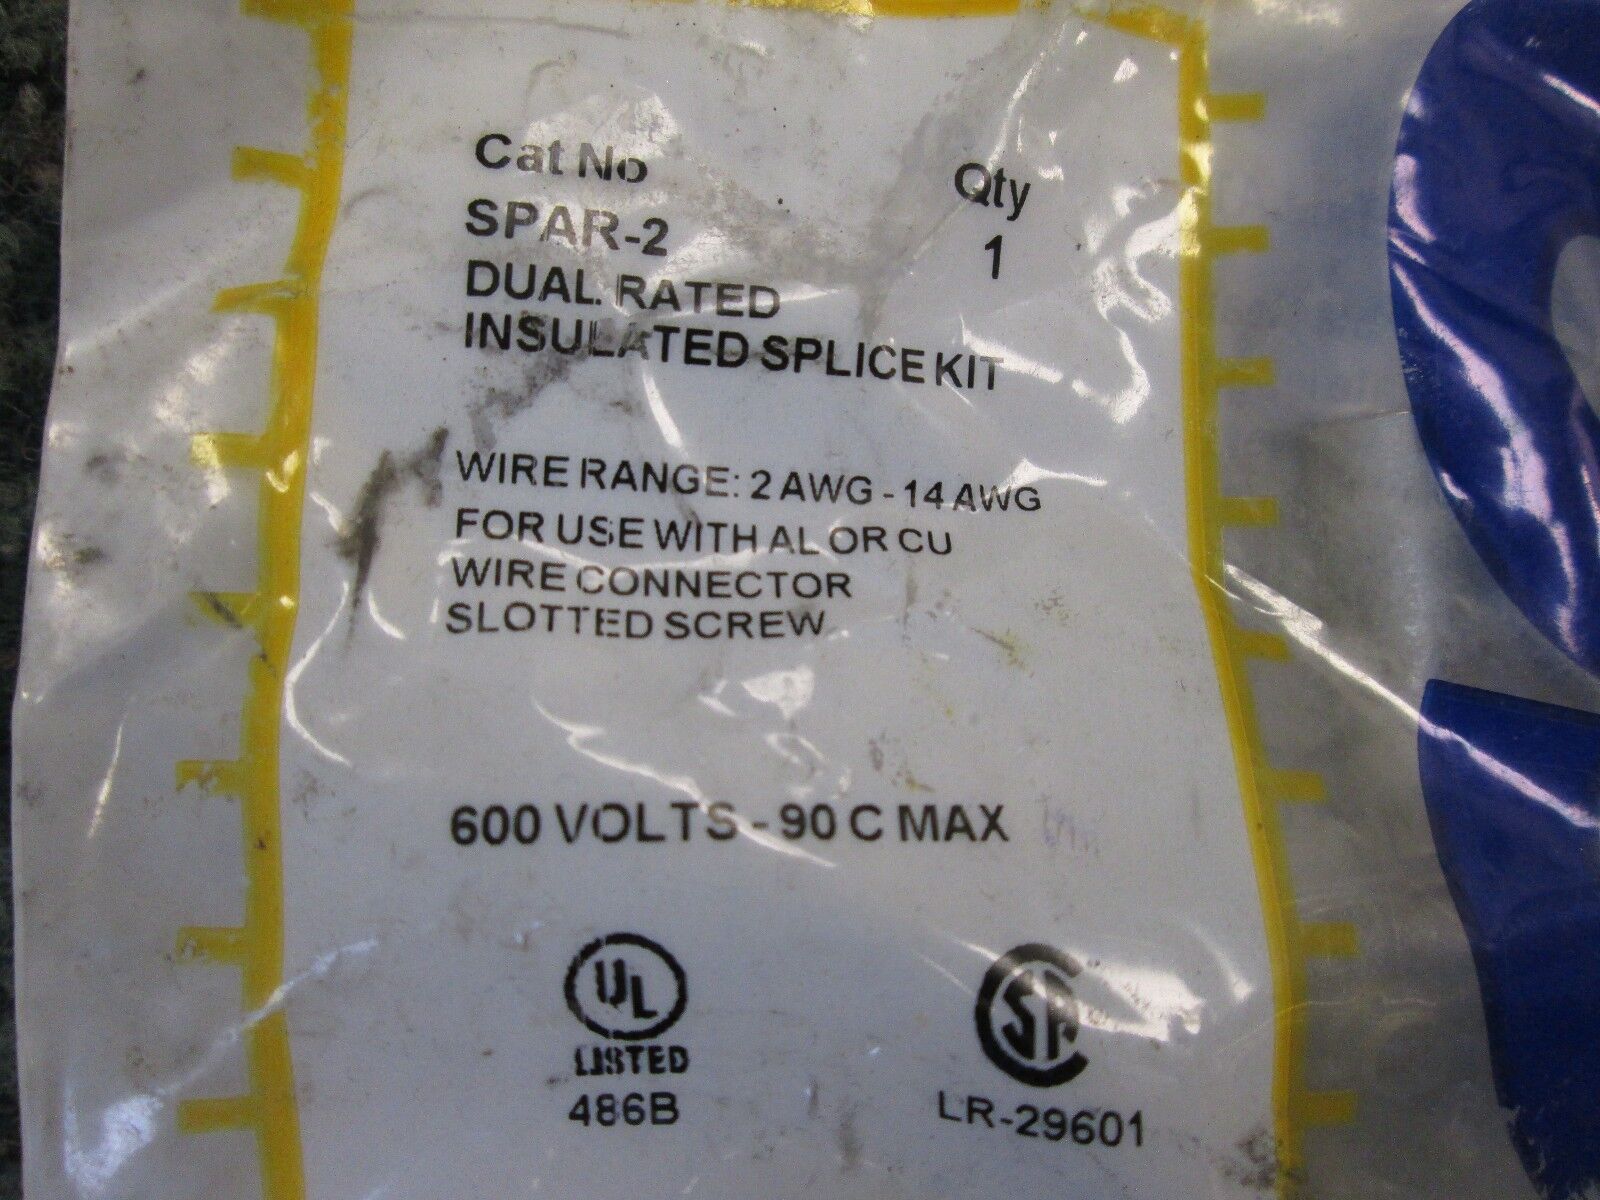 Cat No Qty
SPAR-2 1
DUAL RATED
INSULATED SPLICE KIT
WIRE RANGE: 2 AWG - 14 AWG
FOR USE WITH AL OR CU
WIRE CONNECTOR
SLOTTED SCREW
600 VOLTS - 90 C MAX
UL SA
LISTED
486B LR-29601